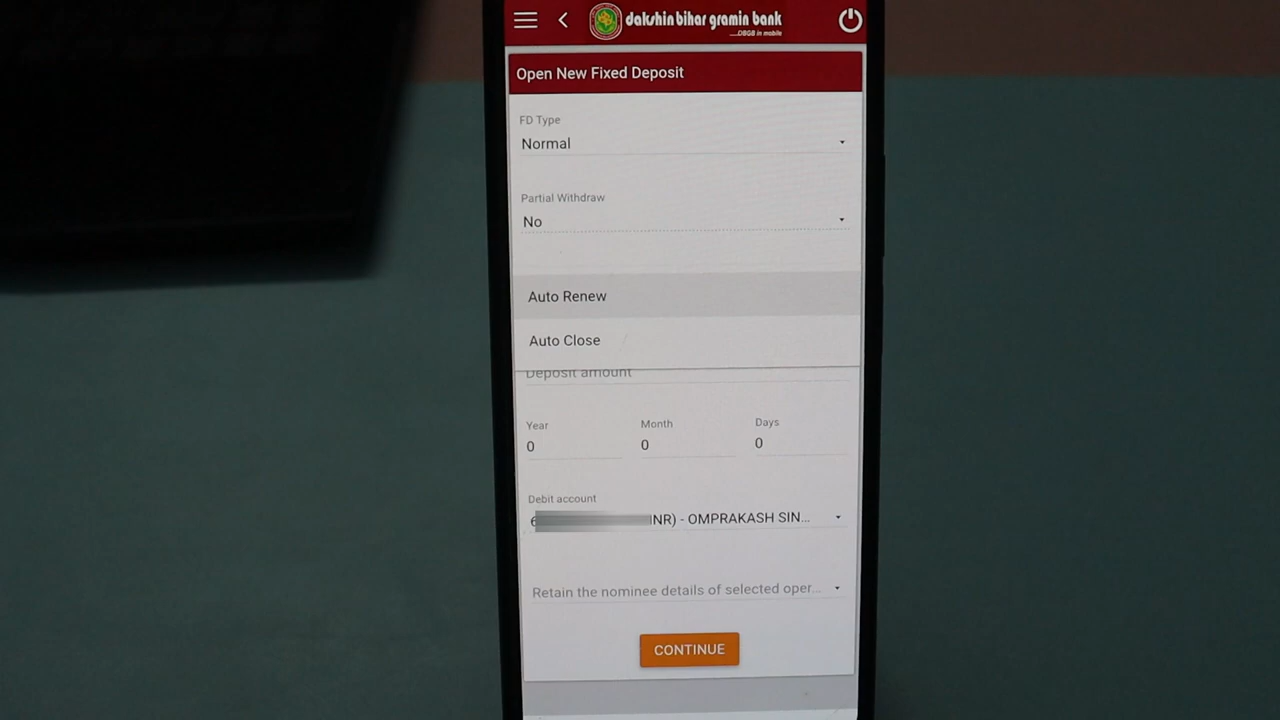 dakshin bihar gramin bank
....DBGB in mobile
Open New Fixed Deposit
FD Type
Normal
Partial Withdraw
No
Auto Renew
Auto Close
Deposit amount
Year Month Days
0 0 0
Debit account
INR) - OMPRAKASH SIN...
Retain the nominee details of selected oper...
CONTINUE